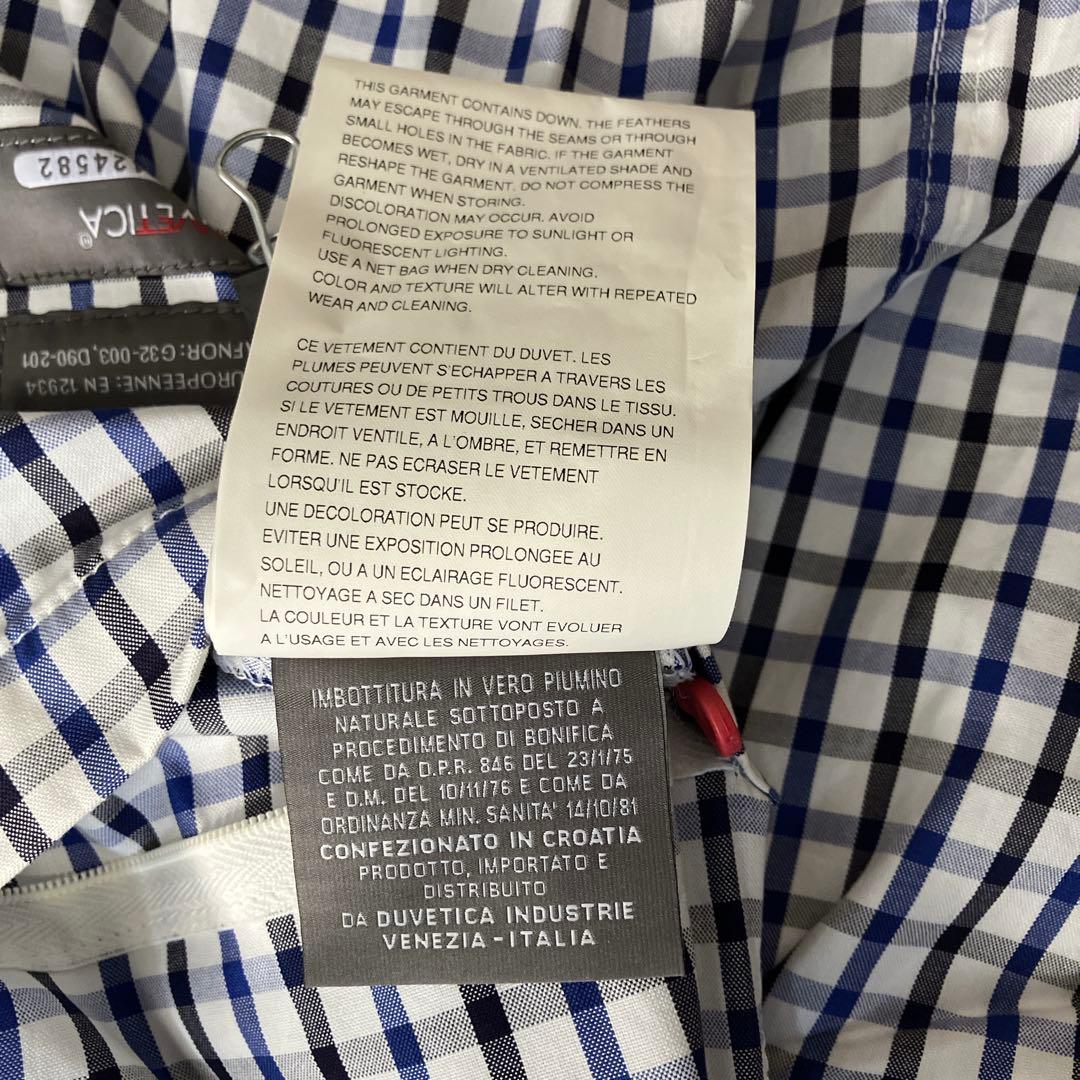 THIS GARMENT CONTAINS DOWN. THE FEATHERS
MAY ESCAPE THROUGH THE SEAMS OR THROUGH
SMALL HOLES IN THE FABRIC. IF THE GARMENT
BECOMES WET, DRY IN A VENTILATED SHADE AND
RESHAPE THE GARMENT. DO NOT COMPRESS THE
GARMENT WHEN STORING.
DISCOLORATION MAY OCCUR. AVOID
PROLONGED EXPOSURE TO SUNLIGHT OR
FLUORESCENT LIGHTING.
USE A NET BAG WHEN DRY CLEANING.
COLOR AND TEXTURE WILL ALTER WITH REPEATED
WEAR AND CLEANING.
CE VETEMENT CONTIENT DU DUVET. LES
PLUMES PEUVENT S'ECHAPPER A TRAVERS LES
COUTURES OU DE PETITS TROUS DANS LE TISSU.
SI LE VETEMENT EST MOUILLE, SECHER DANS UN
ENDROIT VENTILE, A L'OMBRE, ET REMETTRE EN
FORME. NE PAS ECRASER LE VETEMENT
LORSQU'IL EST STOCKE.
UNE DECOLORATION PEUT SE PRODUIRE.
EVITER UNE EXPOSITION PROLONGEE AU
SOLEIL, OU A UN ECLAIRAGE FLUORESCENT.
NETTOYAGE A SEC DANS UN FILET.
LA COULEUR ET LA TEXTURE VONT EVOLUER
A L'USAGE ET AVEC LES NETTOYAGES.
IMBOTTITURA IN VERO PIUMINO
NATURALE SOTTOPOSTO A
PROCEDIMENTO DI BONIFICA
COME DA D.P.R. 846 DEL 23/1/75
E D.M. DEL 10/11/76 E COME DA
ORDINANZA MIN. SANITA' 14/10/81
CONFEZIONATO IN CROATIA
PRODOTTO, IMPORTATO E
DISTRIBUITO
DA DUVETICA INDUSTRIE
VENEZIA - ITALIA
24582
VETICA®
UROPEENNE: EN 12934
AFNOR: G32-003, D90-201